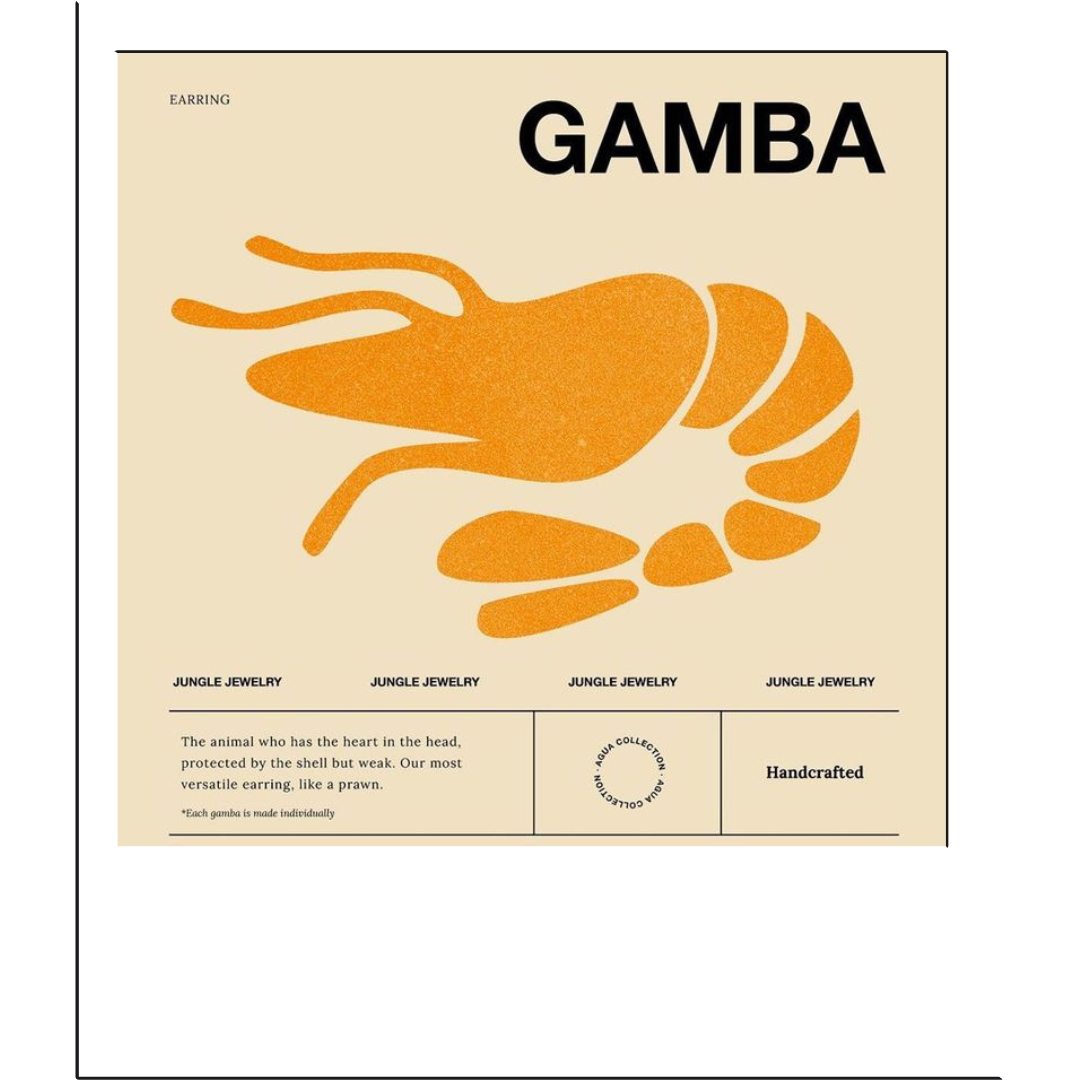 EARRING
GAMBA
JUNGLE JEWELRY JUNGLE JEWELRY JUNGLE JEWELRY JUNGLE JEWELRY
The animal who has the heart in the head,
protected by the shell but weak. Our most
versatile earring, like a prawn.
*Each gamba is made individually
· AGUA COLLECTION · AGUA COLLECTION
Handcrafted